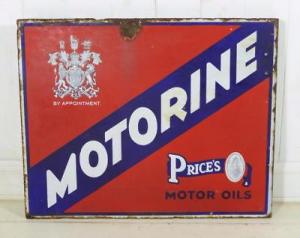 BY APPOINTMENT
MOTORINE
PRICE'S
MOTOR OILS